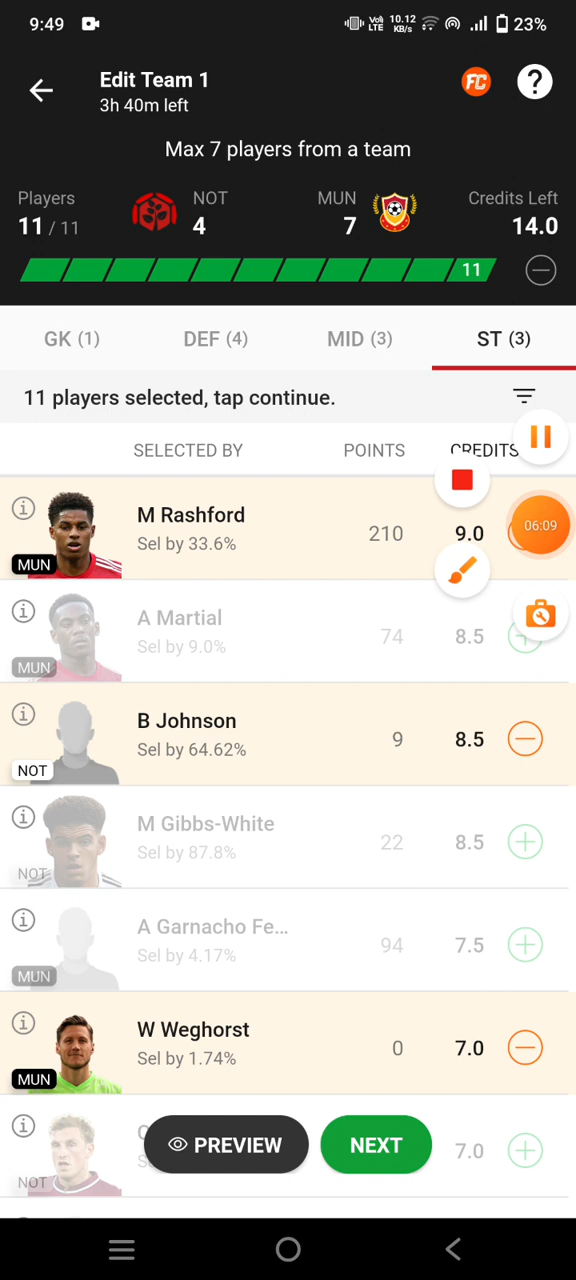 9:49 Vo) LTE 10.12 KB/s 23%
Edit Team 1
3h 40m left
FC ?
Max 7 players from a team
Players NOT MUN Credits Left
11 / 11 4 7 14.0
11
GK (1) DEF (4) MID (3) ST (3)
11 players selected, tap continue.
SELECTED BY POINTS CREDITS
M Rashford
Sel by 33.6% 210 9.0 06:09
MUN
A Martial
Sel by 9.0% 74 8.5
MUN
B Johnson
Sel by 64.62% 9 8.5
NOT
M Gibbs-White
Sel by 87.8% 22 8.5
NOT
A Garnacho Fe...
Sel by 4.17% 94 7.5
MUN
W Weghorst
Sel by 1.74% 0 7.0
MUN
PREVIEW NEXT 7.0
NOT